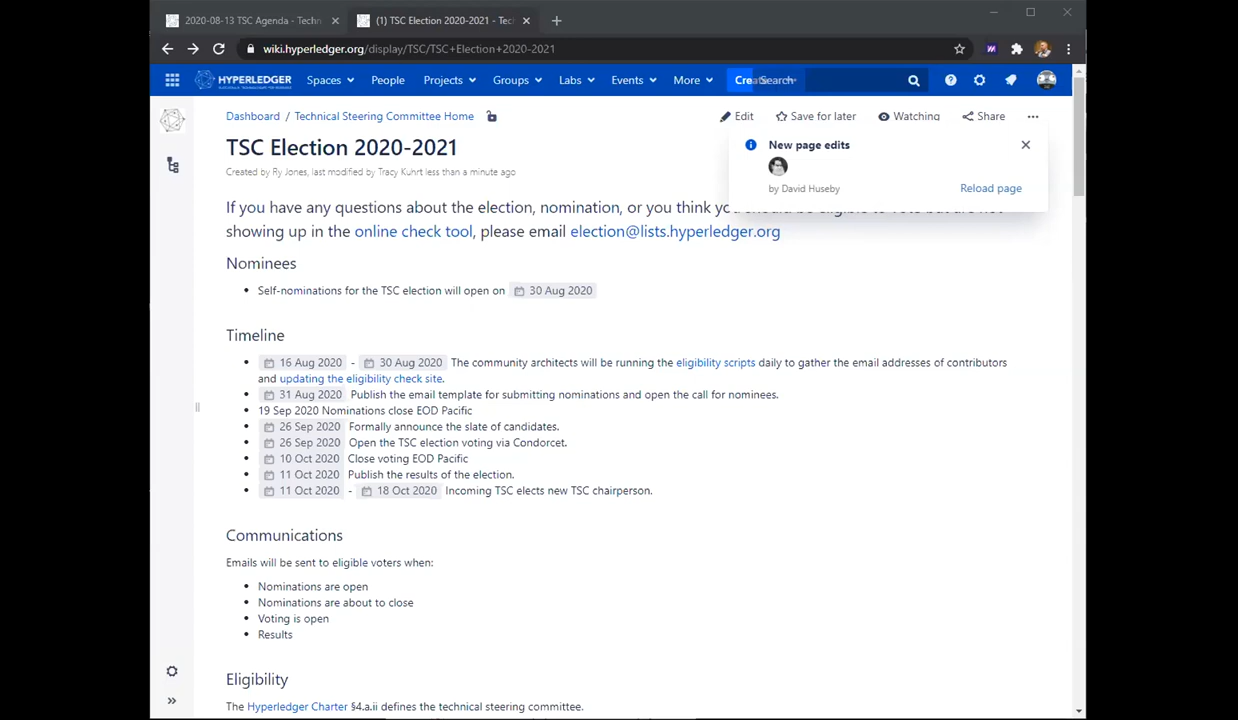 2020-08-13 TSC Agenda - Techn
(1) TSC Election 2020-2021 - Tec
wiki.hyperledger.org/display/TSC/TSC+Election+2020-2021
HYPERLEDGER Spaces People Projects Groups Labs Events More Search
Dashboard / Technical Steering Committee Home
Edit Save for later Watching Share
TSC Election 2020-2021
Created by Ry Jones, last modified by Tracy Kuhrt less than a minute ago
New page edits
by David Huseby
Reload page
If you have any questions about the election, nomination, or you think you should be eligible to vote but are not
showing up in the online check tool, please email election@lists.hyperledger.org
Nominees
Self-nominations for the TSC election will open on 30 Aug 2020
Timeline
16 Aug 2020 - 30 Aug 2020 The community architects will be running the eligibility scripts daily to gather the email addresses of contributors
and updating the eligibility check site.
31 Aug 2020 Publish the email template for submitting nominations and open the call for nominees.
19 Sep 2020 Nominations close EOD Pacific
26 Sep 2020 Formally announce the slate of candidates.
26 Sep 2020 Open the TSC election voting via Condorcet.
10 Oct 2020 Close voting EOD Pacific
11 Oct 2020 Publish the results of the election.
11 Oct 2020 - 18 Oct 2020 Incoming TSC elects new TSC chairperson.
Communications
Emails will be sent to eligible voters when:
Nominations are open
Nominations are about to close
Voting is open
Results
Eligibility
The Hyperledger Charter §4.a.ii defines the technical steering committee.